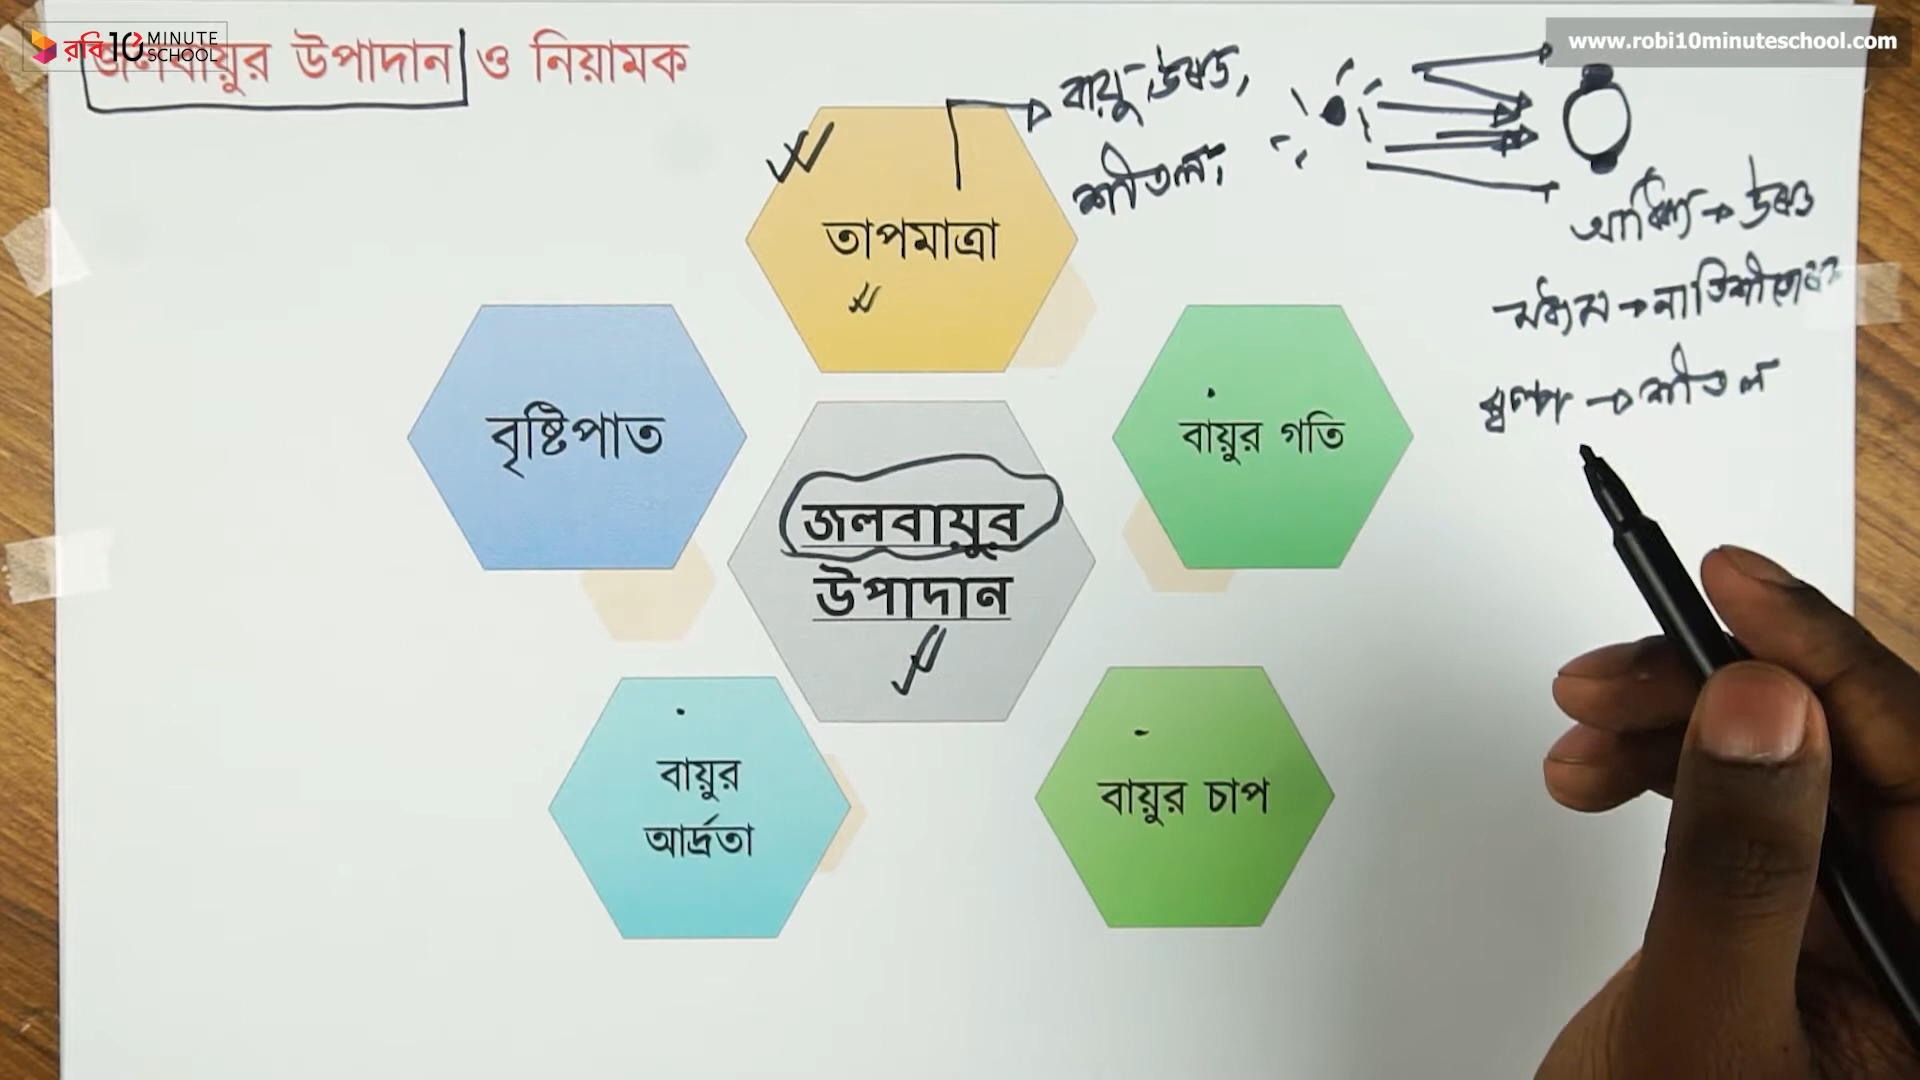 রবি 10 MINUTE SCHOOL
www.robi10minuteschool.com
জলবায়ুর উপাদান ও নিয়ামক
বায়ু উষ্ণ,
শীতল,
তাপমাত্রা
আধিক্য → উষ্ণ
মধ্যম →
স্বল্প → শীতল
বৃষ্টিপাত
বায়ুর গতি
জলবায়ুর
উপাদান
বায়ুর
আর্দ্রতা
বায়ুর চাপ